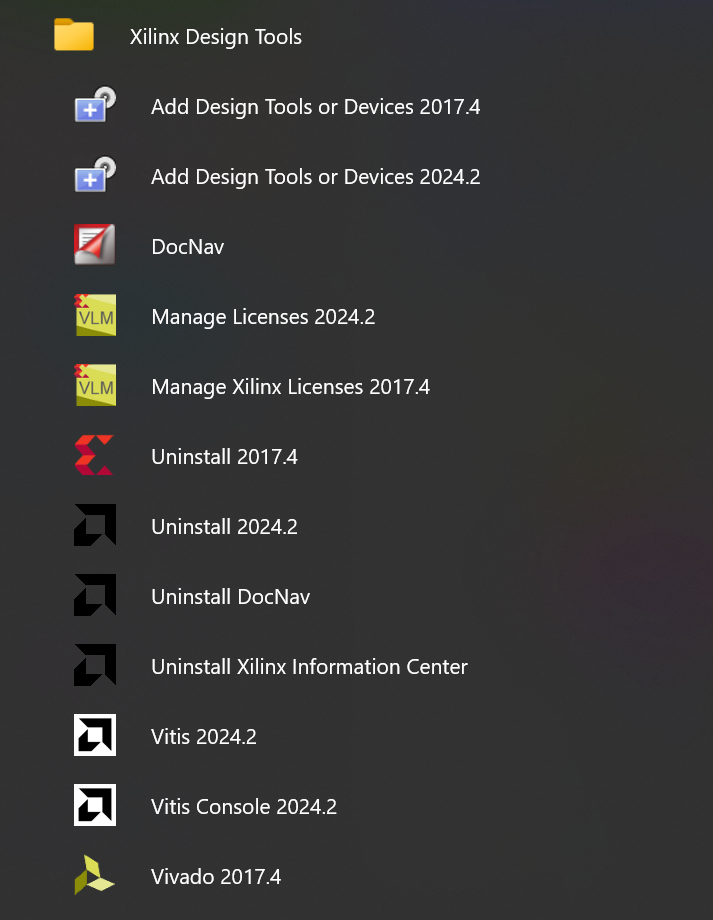 Xilinx Design Tools
Add Design Tools or Devices 2017.4
Add Design Tools or Devices 2024.2
DocNav
VLM
Manage Licenses 2024.2
VLM
Manage Xilinx Licenses 2017.4
Uninstall 2017.4
Uninstall 2024.2
Uninstall DocNav
Uninstall Xilinx Information Center
Vitis 2024.2
Vitis Console 2024.2
Vivado 2017.4